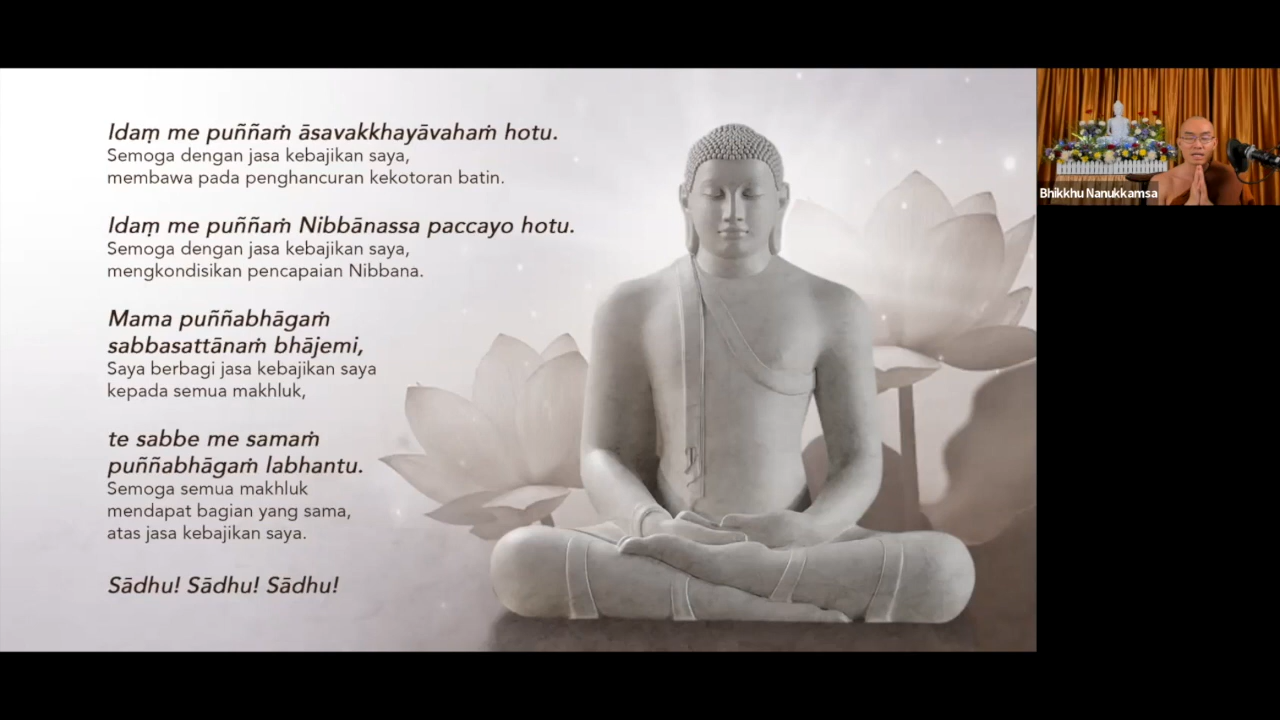 Idaṃ me puññaṁ āsavakkhayāvahaṁ hotu.
Semoga dengan jasa kebajikan saya,
membawa pada penghancuran kekotoran batin.
Idaṃ me puññaṁ Nibbānassa paccayo hotu.
Semoga dengan jasa kebajikan saya,
mengkondisikan pencapaian Nibbana.
Mama puññabhāgaṁ
sabbasattānaṁ bhājemi,
Saya berbagi jasa kebajikan saya
kepada semua makhluk,
te sabbe me samaṁ
puññabhāgaṁ labhantu.
Semoga semua makhluk
mendapat bagian yang sama,
atas jasa kebajikan saya.
Sādhu! Sādhu! Sādhu!
Bhikkhu Nanukkamsa